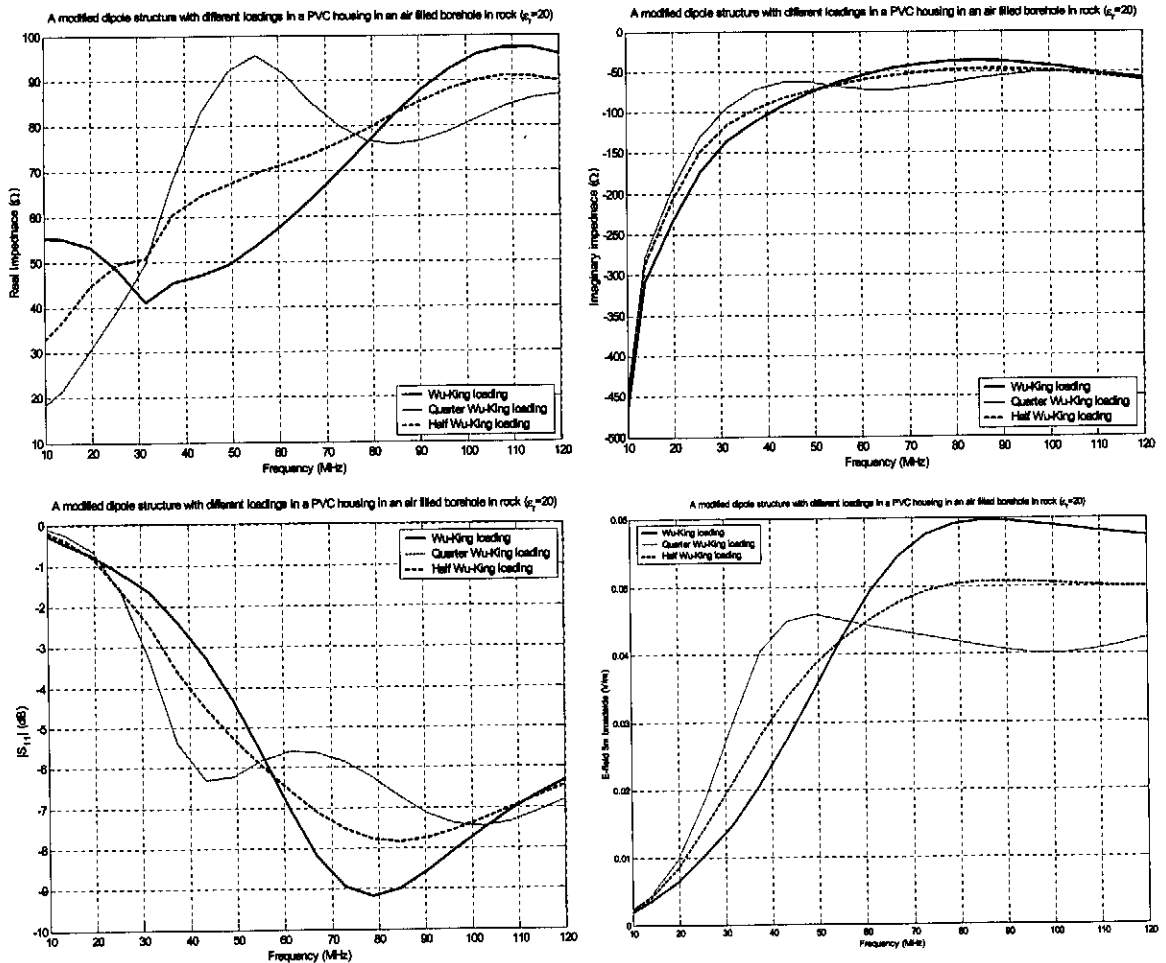 A modified dipole structure with different loadings in a PVC housing in an air filled borehole in rock (εr=20)
100
90
80
70
60
50
40
30
20
10
Real Impednace (Ω)
Wu-King loading
Quarter Wu-King loading
Half Wu-King loading
10 20 30 40 50 60 70 80 90 100 110 120
Frequency (MHz)
A modified dipole structure with different loadings in a PVC housing in an air filled borehole in rock (εr=20)
0
-50
-100
-150
-200
-250
-300
-350
-400
-450
-500
Imaginary impednace (Ω)
Wu-King loading
Quarter Wu-King loading
Half Wu-King loading
10 20 30 40 50 60 70 80 90 100 110 120
Frequency (MHz)
A modified dipole structure with different loadings in a PVC housing in an air filled borehole in rock (εr=20)
0
-1
-2
-3
-4
-5
-6
-7
-8
-9
-10
|S11| (dB)
Wu-King loading
Quarter Wu-King loading
Half Wu-King loading
10 20 30 40 50 60 70 80 90 100 110 120
Frequency (MHz)
A modified dipole structure with different loadings in a PVC housing in an air filled borehole in rock (εr=20)
0.06
0.05
0.04
0.03
0.02
0.01
0
E-field 5m broadside (V/m)
Wu-King loading
Quarter Wu-King loading
Half Wu-King loading
10 20 30 40 50 60 70 80 90 100 110 120
Frequency (MHz)